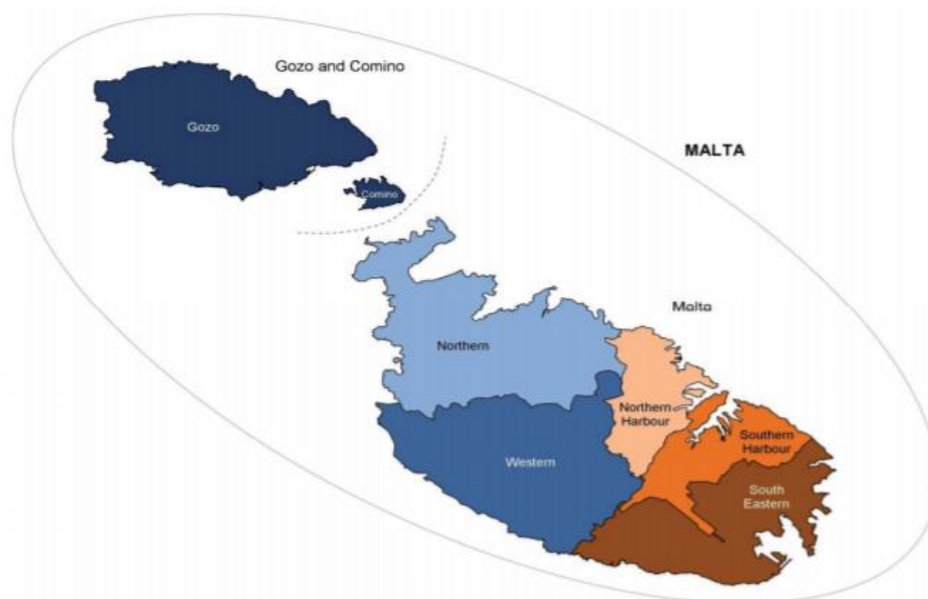 Gozo and Comino
Gozo
MALTA
Comino
Malta
Northern
Northern
Harbour
Southern
Harbour
Western
South
Eastern